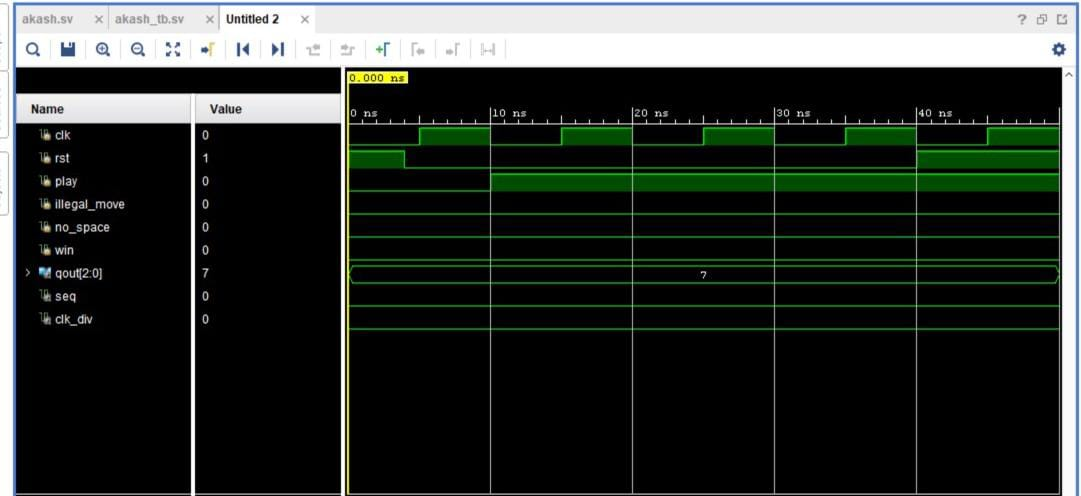 akash.sv × akash_tb.sv × Untitled 2 ×
0.000 ns
Name Value
0 ns 10 ns 20 ns 30 ns 40 ns
clk 0
rst 1
play 0
illegal_move 0
no_space 0
win 0
qout[2:0] 7 7
seq 0
clk_div 0